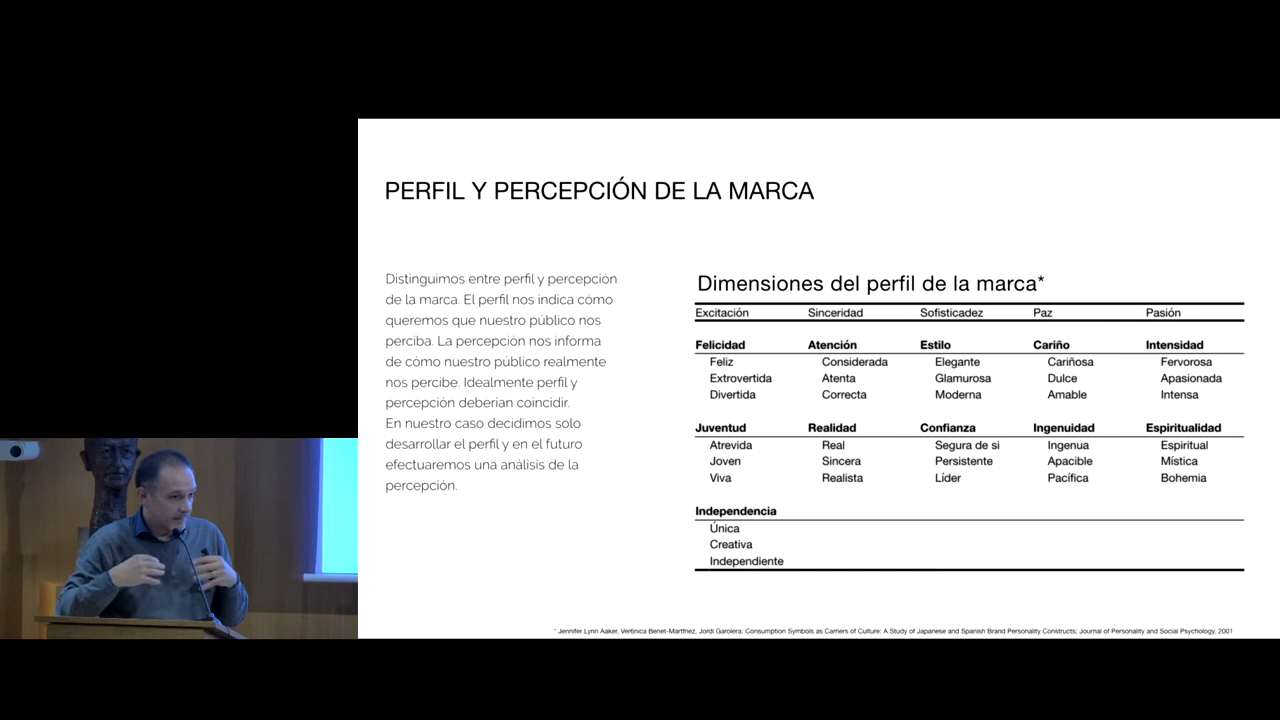 PERFIL Y PERCEPCIÓN DE LA MARCA
Distinguimos entre perfil y percepción
de la marca. El perfil nos indica cómo
queremos que nuestro público nos
perciba. La percepción nos informa
de cómo nuestro público realmente
nos percibe. Idealmente perfil y
percepción deberían coincidir.
En nuestro caso decidimos solo
desarrollar el perfil y en el futuro
efectuaremos una análisis de la
percepción.
Dimensiones del perfil de la marca*
Excitación Sinceridad Sofisticadez Paz Pasión
Felicidad Atención Estilo Cariño Intensidad
Feliz Considerada Elegante Cariñosa Fervorosa
Extrovertida Atenta Glamurosa Dulce Apasionada
Divertida Correcta Moderna Amable Intensa
Juventud Realidad Confianza Ingenuidad Espiritualidad
Atrevida Real Segura de si Ingenua Espiritual
Joven Sincera Persistente Apacible Mística
Viva Realista Líder Pacífica Bohemia
Independencia
Única
Creativa
Independiente
* Jennifer Lynn Aaker, Verónica Benet-Martfnez, Jordi Garolera: Consumption Symbols as Carriers of Culture: A Study of Japanese and Spanish Brand Personality Constructs; Journal of Personality and Social Psychology, 2001